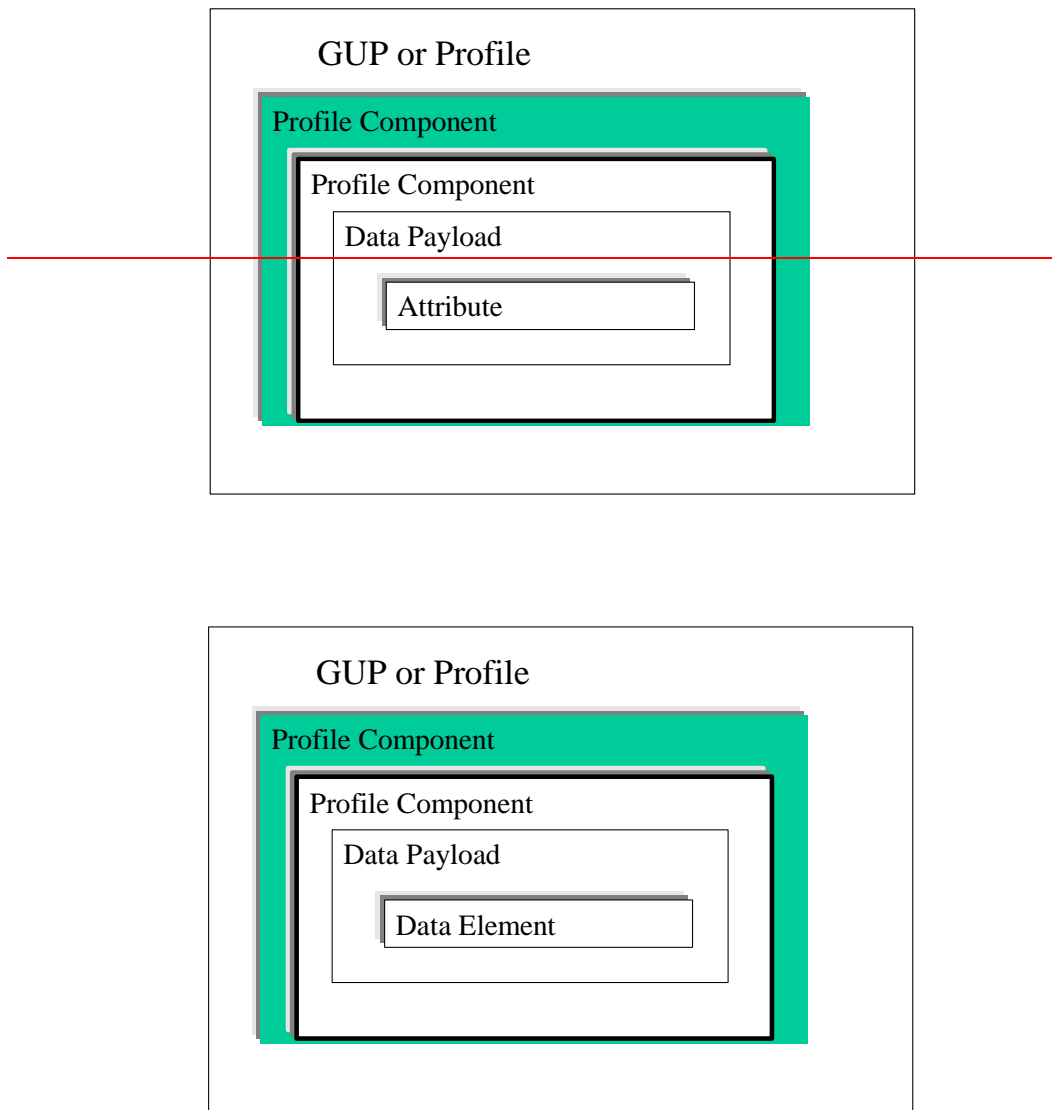 GUP or Profile
Profile Component
Profile Component
Data Payload
Attribute
GUP or Profile
Profile Component
Profile Component
Data Payload
Data Element